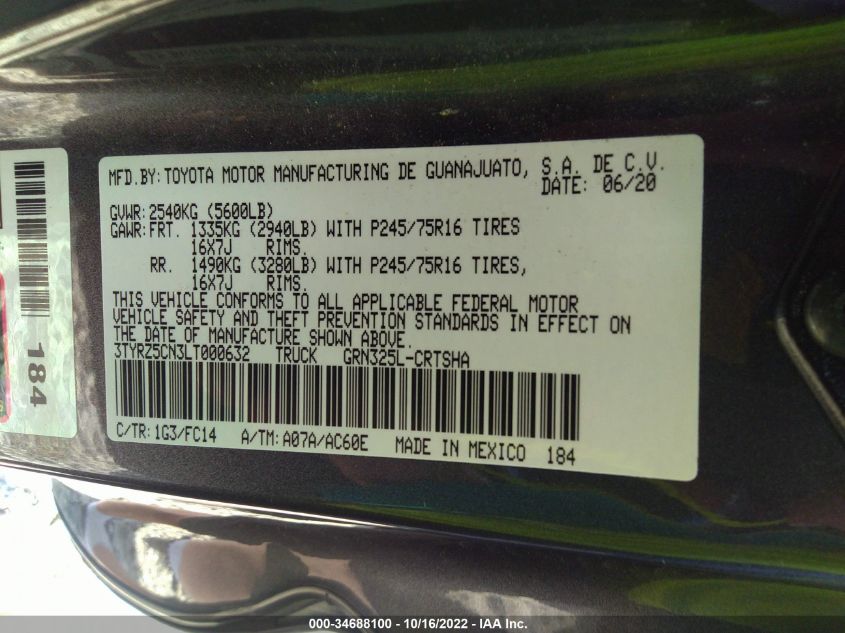 MFD.BY: TOYOTA MOTOR MANUFACTURING DE GUANAJUATO, S.A. DE C.V.
DATE: 06/20
GVWR: 2540KG (5600LB)
GAWR: FRT. 1335KG (2940LB) WITH P245/75R16 TIRES
16X7J RIMS.
RR. 1490KG (3280LB) WITH P245/75R16 TIRES,
16X7J RIMS.
THIS VEHICLE CONFORMS TO ALL APPLICABLE FEDERAL MOTOR
VEHICLE SAFETY AND THEFT PREVENTION STANDARDS IN EFFECT ON
THE DATE OF MANUFACTURE SHOWN ABOVE.
3TYRZ5CN3LT000632 TRUCK GRN325L-CRTSHA
C/TR: 1G3/FC14 A/TM: A07A/AC60E MADE IN MEXICO 184
184
000-34688100 - 10/16/2022 - IAA Inc.